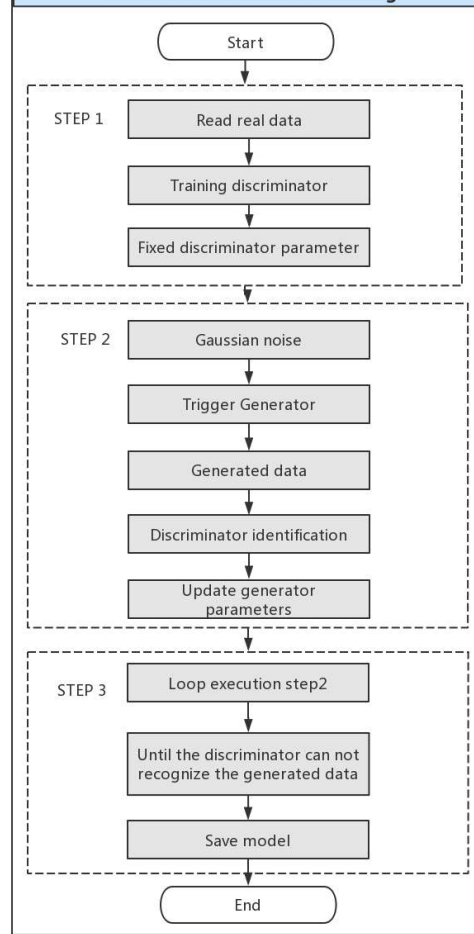 Start
STEP 1
Read real data
Training discriminator
Fixed discriminator parameter
STEP 2
Gaussian noise
Trigger Generator
Generated data
Discriminator identification
Update generator
parameters
STEP 3
Loop execution step2
Until the discriminator can not
recognize the generated data
Save model
End